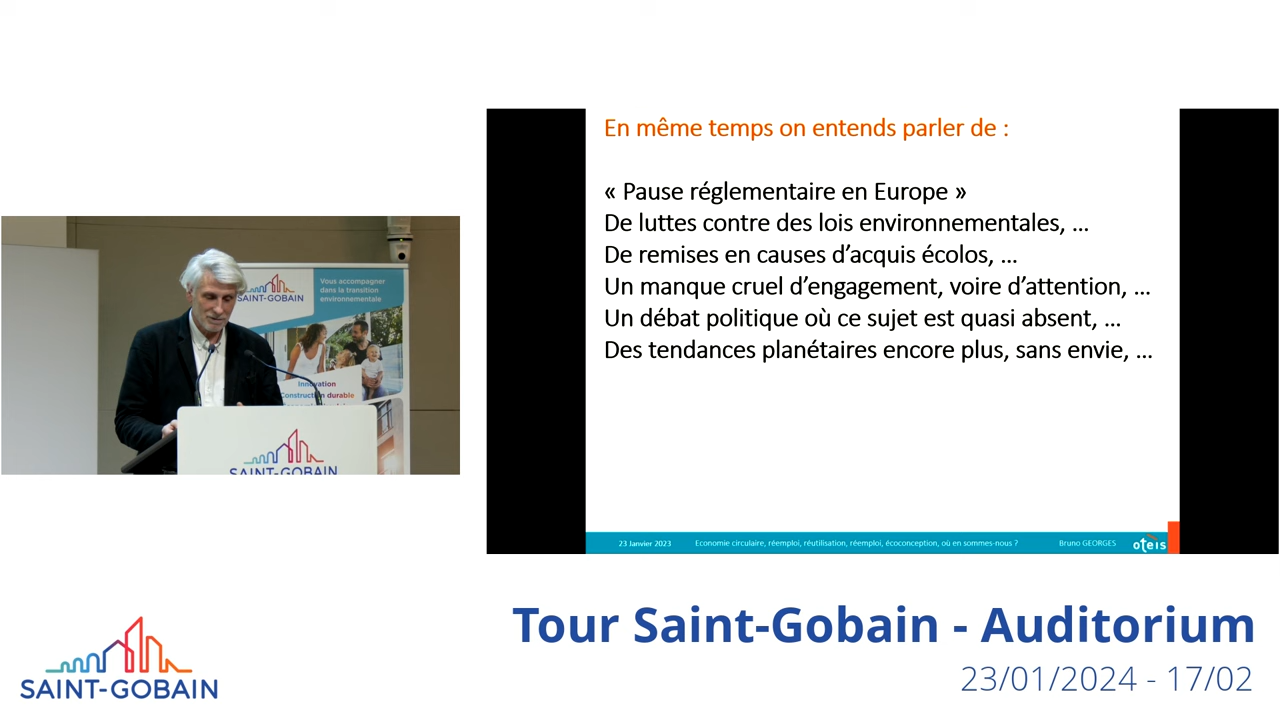 En même temps on entends parler de :
« Pause réglementaire en Europe »
De luttes contre des lois environnementales, ...
De remises en causes d’acquis écolos, ...
Un manque cruel d’engagement, voire d’attention, ...
Un débat politique où ce sujet est quasi absent, ...
Des tendances planétaires encore plus, sans envie, ...
23 Janvier 2023 Economie circulaire, réemploi, réutilisation, réemploi, écoconception, où en sommes-nous ? Bruno GEORGES oteis
SAINT-GOBAIN
Vous accompagner
dans la transition
environnementale
Innovation
Construction durable
SAINT-GOBAIN
Tour Saint-Gobain - Auditorium
23/01/2024 - 17/02
SAINT-GOBAIN